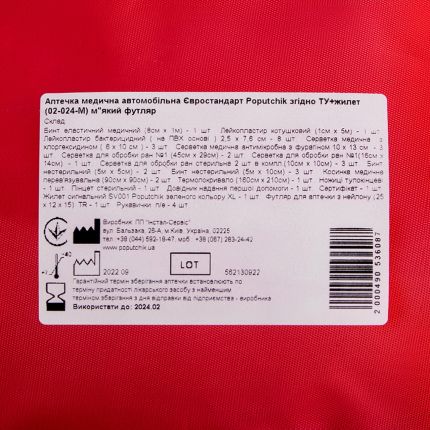 Аптечка медична автомобільна Євростандарт Poputchik згідно ТУ+жилет
(02-024-М) м"який футляр
Склад
Бинт еластичний медичний (8см х 1м) - 1 шт. Лейкопластир котушковий (1см х 5м) - 1 шт.
Лейкопластир бактерицидний ( на ПВХ основі ) 2,5 х 7,6 см - 8 шт. Серветка медична з
хлоргексидином ( 6 х 10 см ) - 3 шт. Серветка медична антимікробна з фурагіном 10 х 13 см - 3
шт. Серветка для обробки ран №1 (45см х 29см) - 2 шт. Серветка для обробки ран №1(16см х
14см) - 1 шт. Серветка для обробки ран стерильна 2 шт в компл.(10см х 10см) - 3 шт. Бинт
нестерильний (5м х 5см) - 2 шт. Бинт нестерильний (5м х 10см) - 3 шт. Косинка медична
перев'язувальна (90см х 90см) - 2 шт. Термопокривало (160см х 210см) - 1 шт. Ножиці тупокінцеві
- 1 шт. Пінцет стерильний - 1 шт. Довідник надання першої допомоги - 1 шт. Сертифікат - 1 шт.
Жилет сигнальний SV001 Poputchik зеленого кольору XL - 1 шт. Футляр для аптечки з нейлону (25
х 12 х 15) TR - 1 шт. Рукавички п/е - 4 шт.
Виробник: ПП "Інстал-Сервіс"
вул. Бальзака, 26-А, м.Київ, Україна
тел. +38 (044) 592-18-47, моб. +38 (067) 283-24-42
www.poputchik.ua
40
2022 09
LOT
562130922
Гарантійний термін зберігання аптечки встановлюють по
терміну придатності лікарського засобу з найменшим
терміном зберігання з дня відправки від підприємства - виробника
Використати до: 2024.02
2 000490 536087